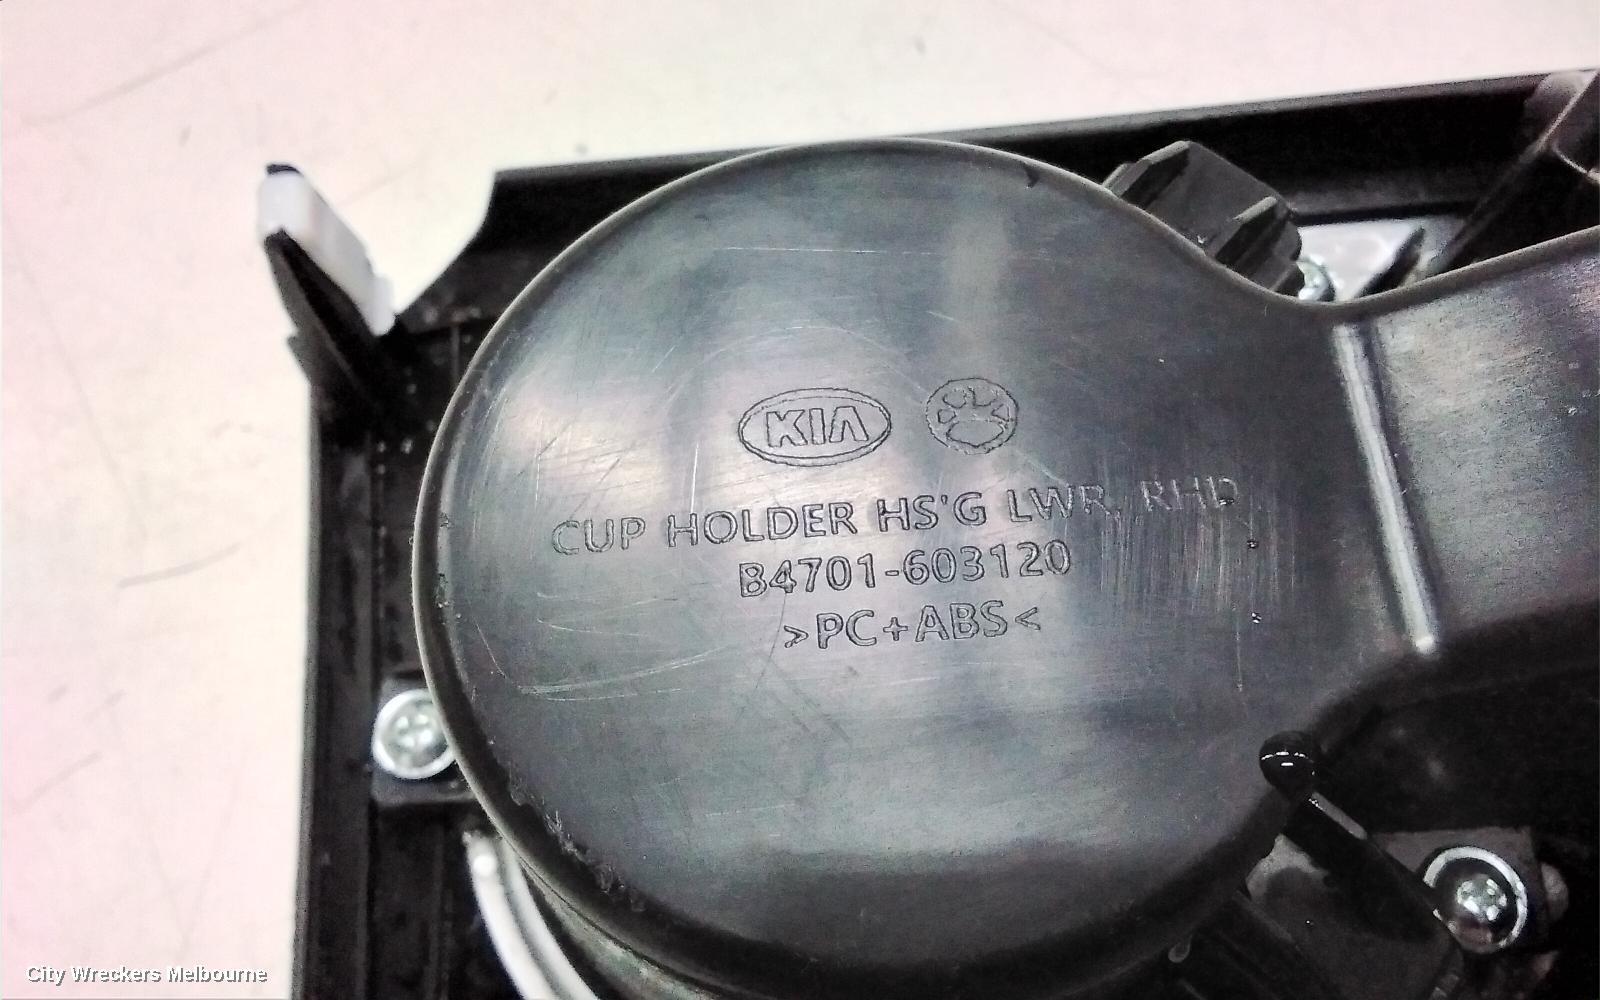 KIA
CUP HOLDER HS'G LWR, RHD
B4701-603120
>PC+ABS<
City Wreckers Melbourne